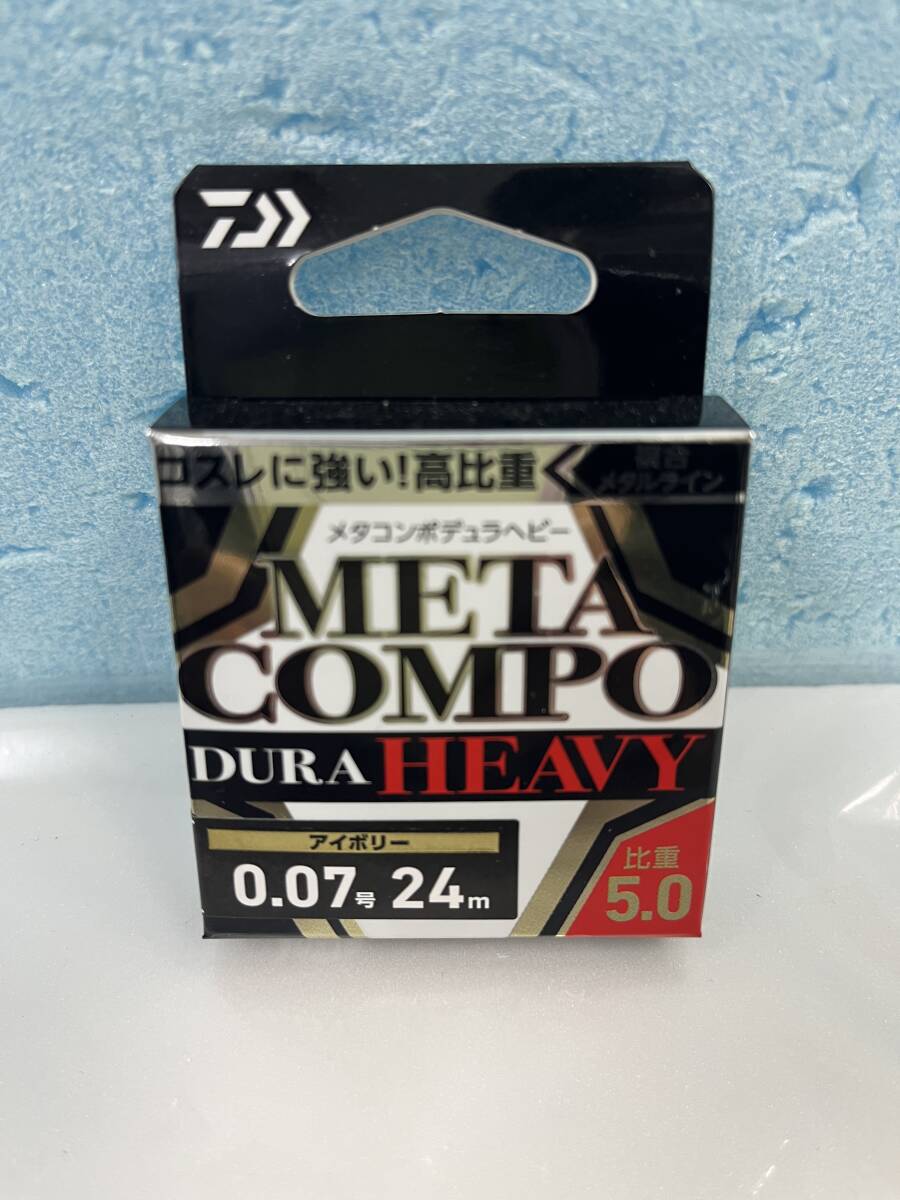 コスレに強い!高比重
複合
メタルライン
メタコンポデュラヘビー
META
COMPO
DURA HEAVY
アイボリー
0.07号 24m
比重
5.0